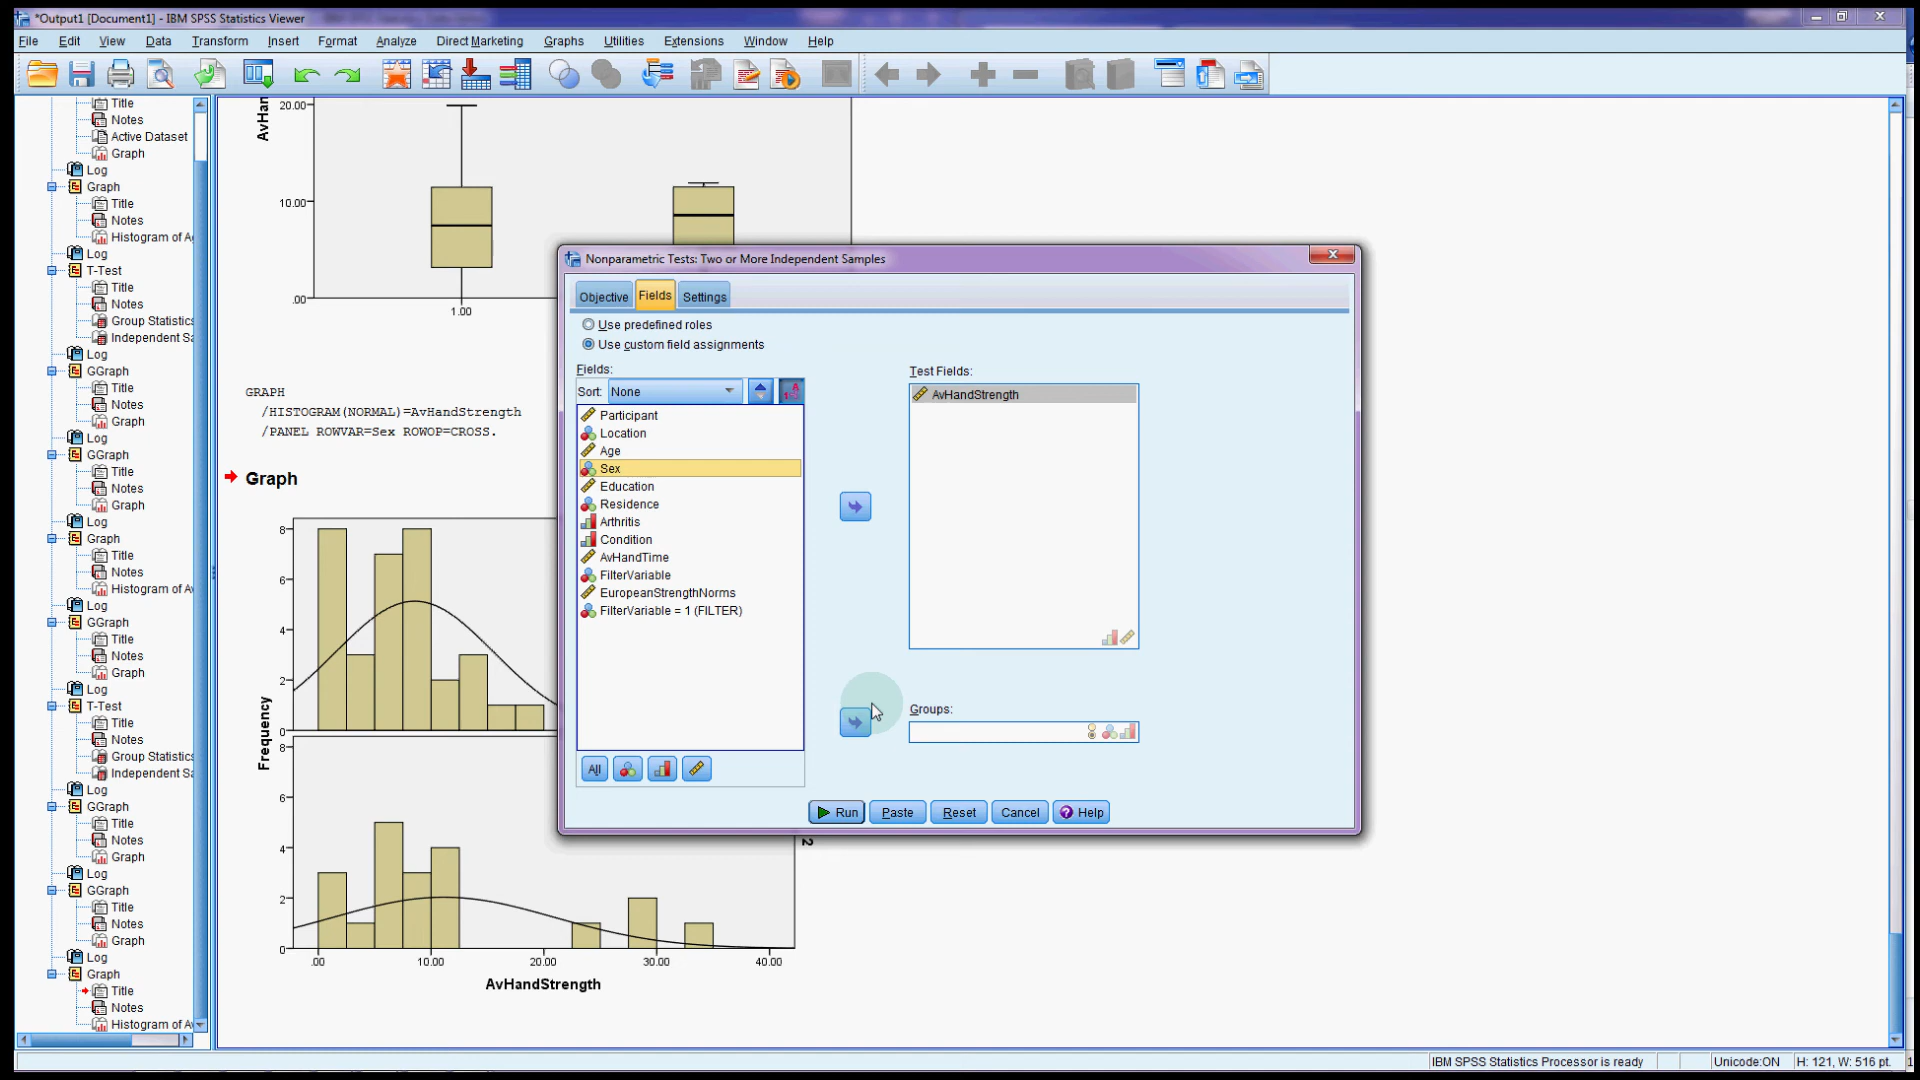 *Output1 [Document1] - IBM SPSS Statistics Viewer
File Edit View Data Transform Insert Format Analyze Direct Marketing Graphs Utilities Extensions Window Help
Title
Notes
Active Dataset
Graph
Log
Graph
Title
Notes
Histogram of A
Log
T-Test
Title
Notes
Group Statistics
Independent Sa
Log
GGraph
Title
Notes
Graph
Log
GGraph
Title
Notes
Graph
Log
Graph
Title
Notes
Histogram of A
Log
GGraph
Title
Notes
Graph
Log
T-Test
Title
Notes
Group Statistics
Independent Sa
Log
GGraph
Title
Notes
Graph
Log
GGraph
Title
Notes
Graph
Log
Graph
Title
Notes
Histogram of A
AvHan
20.00
10.00
.00
1.00
GRAPH
/HISTOGRAM(NORMAL)=AvHandStrength
/PANEL ROWVAR=Sex ROWOP=CROSS.
Graph
8
6
4
2
0
Frequency
8
6
4
2
0
2
.00 10.00 20.00 30.00 40.00
AvHandStrength
Nonparametric Tests: Two or More Independent Samples
Objective Fields Settings
Use predefined roles
Use custom field assignments
Fields:
Sort: None
Participant
Location
Age
Sex
Education
Residence
Arthritis
Condition
AvHandTime
FilterVariable
EuropeanStrengthNorms
FilterVariable = 1 (FILTER)
All
Test Fields:
AvHandStrength
Groups:
Run Paste Reset Cancel Help
IBM SPSS Statistics Processor is ready Unicode:ON H: 121, W: 516 pt.